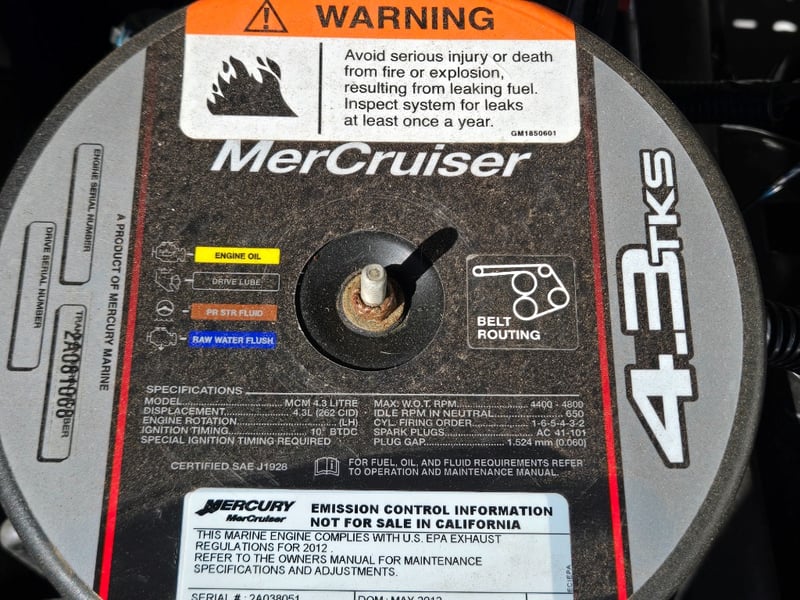 WARNING
Avoid serious injury or death
from fire or explosion,
resulting from leaking fuel.
Inspect system for leaks
at least once a year.
GM1850601
MerCruiser
4.3TKS
ENGINE SERIAL NUMBER
DRIVE SERIAL NUMBER
A PRODUCT OF MERCURY MARINE
ENGINE OIL
DRIVE LUBE
PR STR FLUID
RAW WATER FLUSH
BELT
ROUTING
SPECIFICATIONS
MODEL MCM 4.3 LITRE
DISPLACEMENT 4.3L (262 CID)
ENGINE ROTATION (LH)
IGNITION TIMING 10° BTDC
SPECIAL IGNITION TIMING REQUIRED
MAX. W.O.T. RPM 4400 - 4800
IDLE RPM IN NEUTRAL 650
CYL. FIRING ORDER 1-6-5-4-3-2
SPARK PLUGS AC 41-101
PLUG GAP 1.524 mm (0.060)
CERTIFIED SAE J1928
FOR FUEL, OIL, AND FLUID REQUIREMENTS REFER
TO OPERATION AND MAINTENANCE MANUAL.
MERCURY
MerCruiser
EMISSION CONTROL INFORMATION
NOT FOR SALE IN CALIFORNIA
THIS MARINE ENGINE COMPLIES WITH U.S. EPA EXHAUST
REGULATIONS FOR 2012 .
REFER TO THE OWNERS MANUAL FOR MAINTENANCE
SPECIFICATIONS AND ADJUSTMENTS.
SERIAL # : 2A038051
DOM : MAY 2012